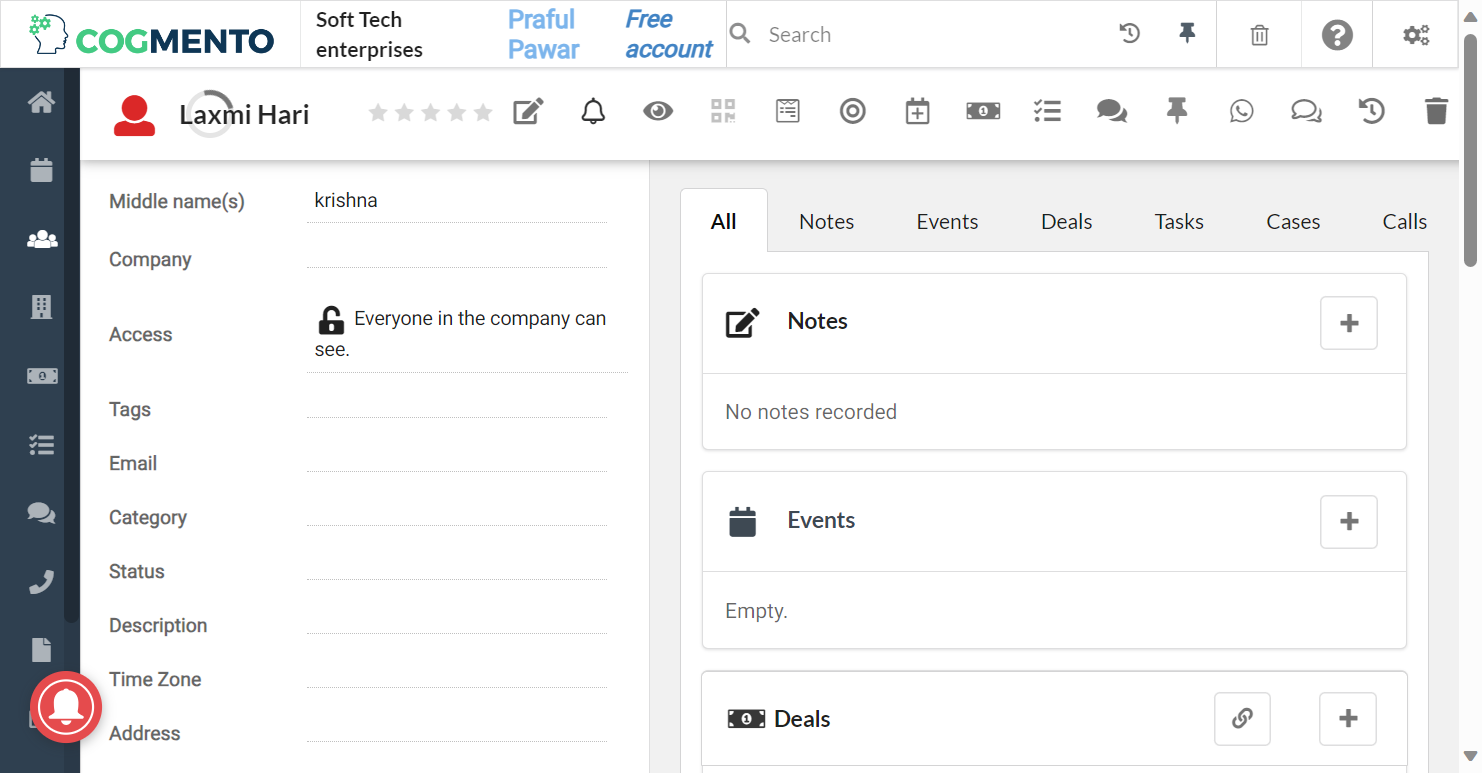 COGMENTO
Soft Tech
enterprises
Praful
Pawar
Free
account
Search
Laxmi Hari
Middle name(s)
krishna
Company
Access
Everyone in the company can
see.
Tags
Email
Category
Status
Description
Time Zone
Address
All
Notes
Events
Deals
Tasks
Cases
Calls
Notes
No notes recorded
Events
Empty.
Deals